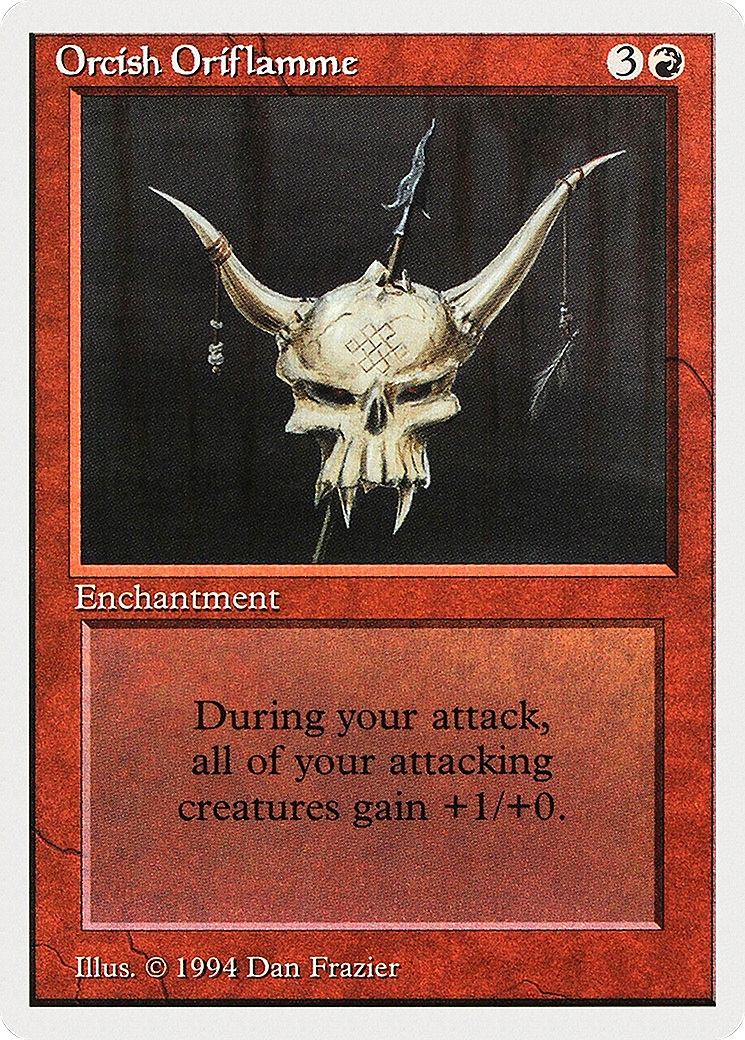 Orcish Oriflamme 3
Enchantment
During your attack,
all of your attacking
creatures gain +1/+0.
Illus. © 1994 Dan Frazier